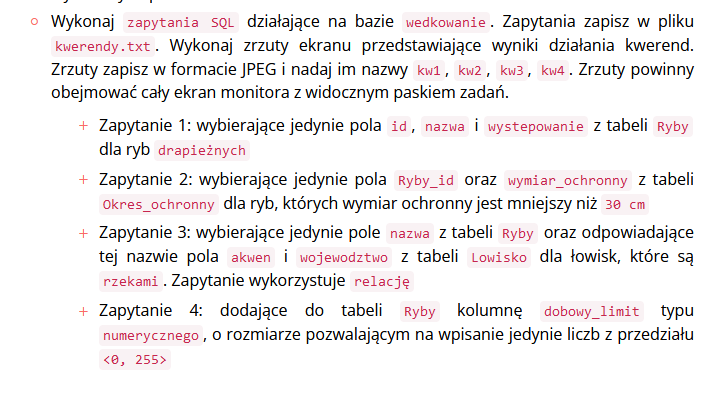 Wykonaj zapytania SQL działające na bazie wedkowanie. Zapytania zapisz w pliku
kwerendy.txt. Wykonaj zrzuty ekranu przedstawiające wyniki działania kwerend.
Zrzuty zapisz w formacie JPEG i nadaj im nazwy kw1, kw2, kw3, kw4. Zrzuty powinny
obejmować cały ekran monitora z widocznym paskiem zadań.
+ Zapytanie 1: wybierające jedynie pola id, nazwa i wystepowanie z tabeli Ryby
dla ryb drapieżnych
+ Zapytanie 2: wybierające jedynie pola Ryby_id oraz wymiar_ochronny z tabeli
Okres_ochronny dla ryb, których wymiar ochronny jest mniejszy niż 30 cm
+ Zapytanie 3: wybierające jedynie pole nazwa z tabeli Ryby oraz odpowiadające
tej nazwie pola akwen i wojewodztwo z tabeli Lowisko dla łowisk, które są
rzekami. Zapytanie wykorzystuje relację
+ Zapytanie 4: dodające do tabeli Ryby kolumnę dobowy_limit typu
numerycznego, o rozmiarze pozwalającym na wpisanie jedynie liczb z przedziału
<0, 255>